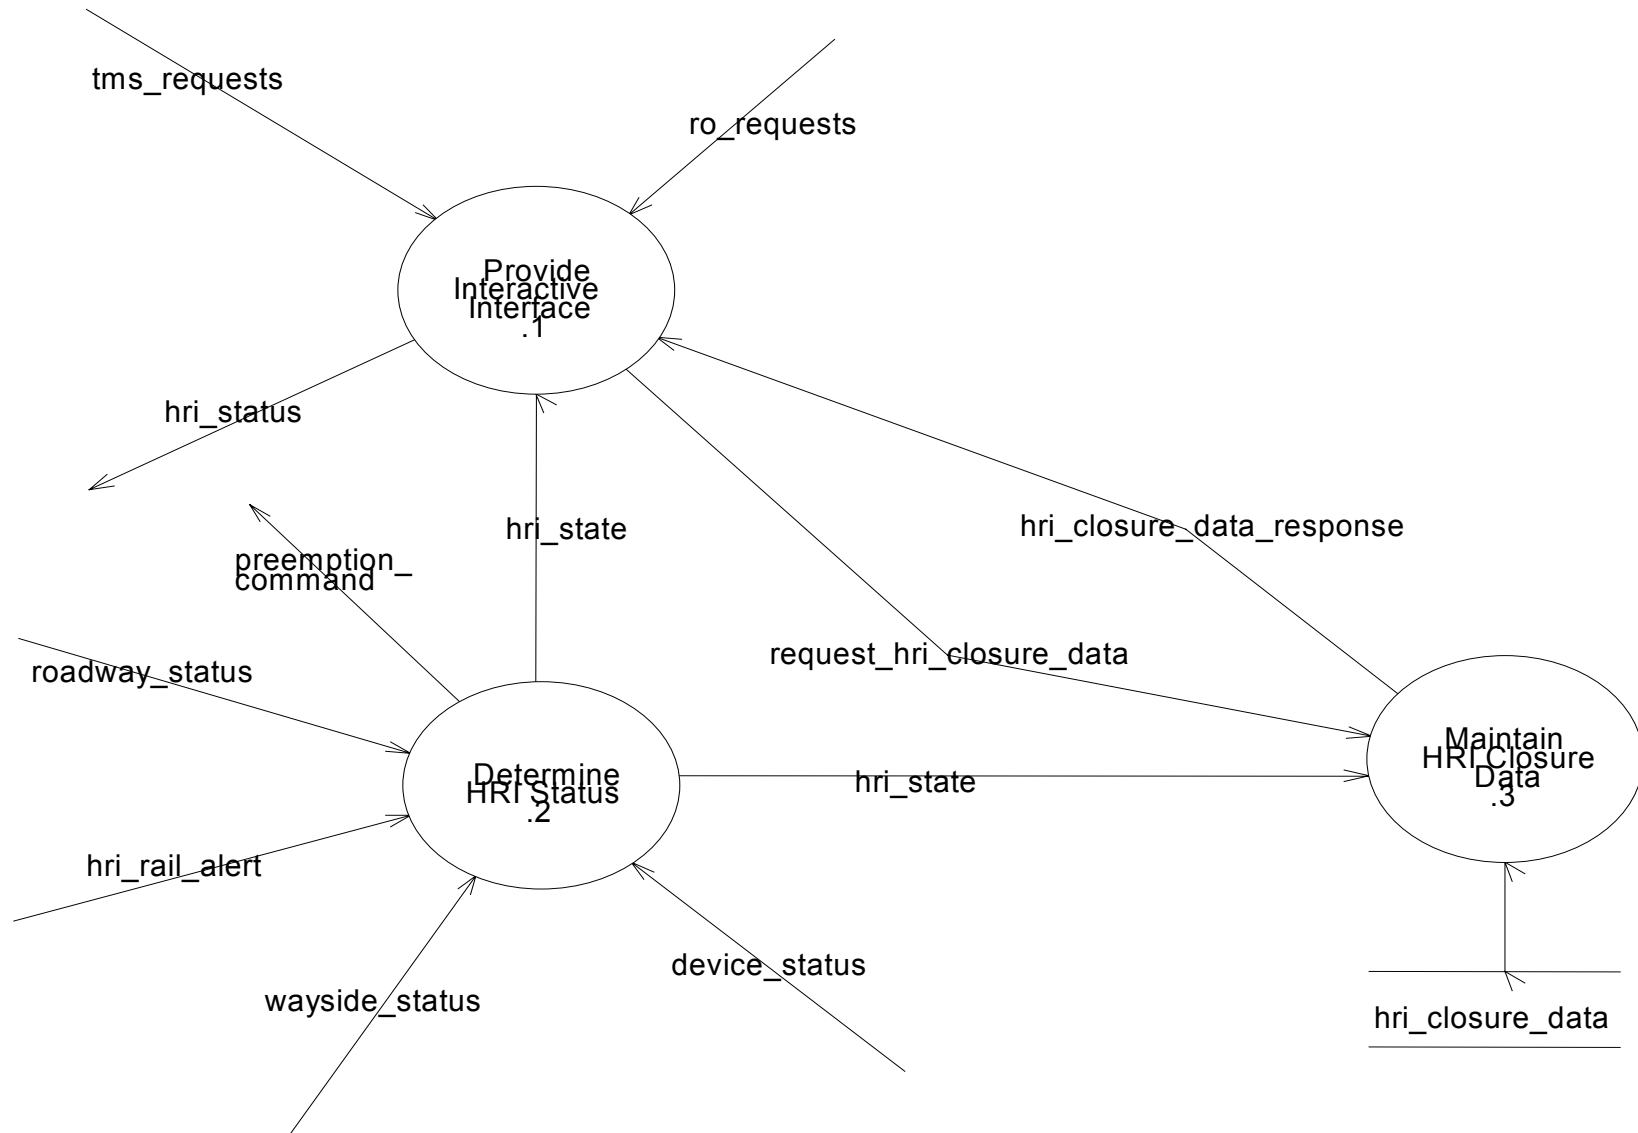 tms_requests
ro_requests
Provide
Interactive
Interface
.1
hri_status
hri_state
hri_closure_data_response
preemption_
command
request_hri_closure_data
roadway_status
Maintain
HRI Closure
Data
.3
Determine
HRI Status
.2
hri_state
hri_rail_alert
device_status
wayside_status
hri_closure_data